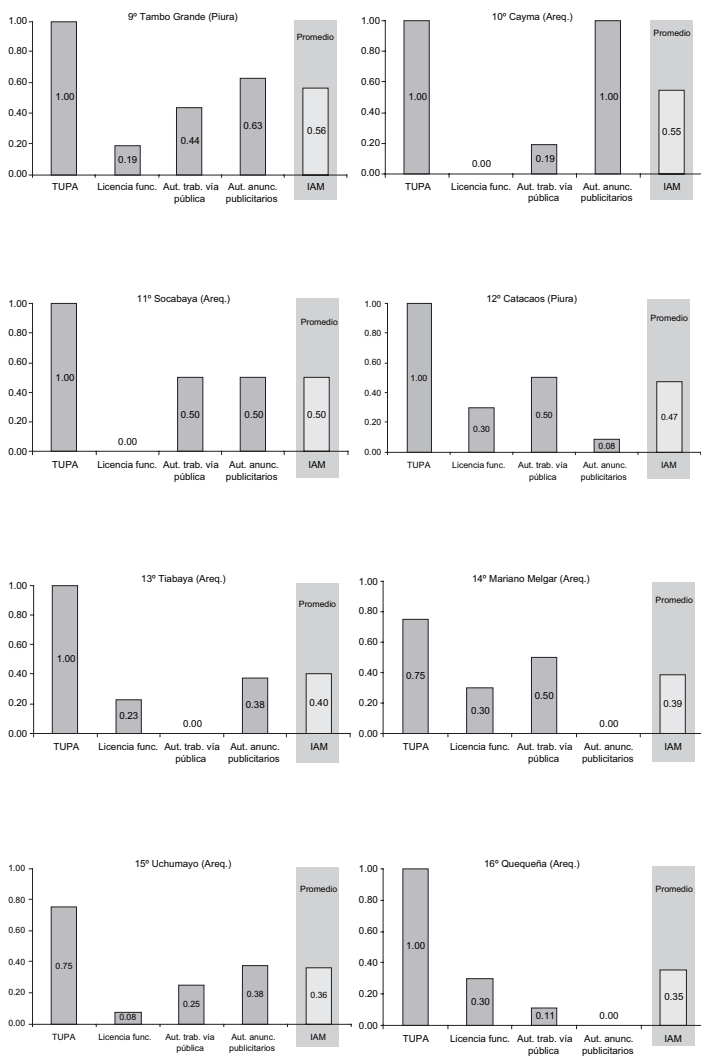 9º Tambo Grande (Piura)
1.00
0.80
0.60
0.40
0.20
0.00
Promedio
1.00
0.19
0.44
0.63
0.56
TUPA
Licencia func.
Aut. trab. vía
pública
Aut. anunc.
publicitarios
IAM
10º Cayma (Areq.)
1.00
0.80
0.60
0.40
0.20
0.00
Promedio
1.00
0.00
0.19
1.00
0.55
TUPA
Licencia func.
Aut. trab. vía
pública
Aut. anunc.
publicitarios
IAM
11º Socabaya (Areq.)
1.00
0.80
0.60
0.40
0.20
0.00
Promedio
1.00
0.00
0.50
0.50
0.50
TUPA
Licencia func.
Aut. trab. vía
pública
Aut. anunc.
publicitarios
IAM
12º Catacaos (Piura)
1.00
0.80
0.60
0.40
0.20
0.00
Promedio
1.00
0.30
0.50
0.08
0.47
TUPA
Licencia func.
Aut. trab. vía
pública
Aut. anunc.
publicitarios
IAM
13º Tiabaya (Areq.)
1.00
0.80
0.60
0.40
0.20
0.00
Promedio
1.00
0.23
0.00
0.38
0.40
TUPA
Licencia func.
Aut. trab. vía
pública
Aut. anunc.
publicitarios
IAM
14º Mariano Melgar (Areq.)
1.00
0.80
0.60
0.40
0.20
0.00
Promedio
0.75
0.30
0.50
0.00
0.39
TUPA
Licencia func.
Aut. trab. vía
pública
Aut. anunc.
publicitarios
IAM
15º Uchumayo (Areq.)
1.00
0.80
0.60
0.40
0.20
0.00
Promedio
0.75
0.08
0.25
0.38
0.36
TUPA
Licencia func.
Aut. trab. vía
pública
Aut. anunc.
publicitarios
IAM
16º Quequeña (Areq.)
1.00
0.80
0.60
0.40
0.20
0.00
Promedio
1.00
0.30
0.11
0.00
0.35
TUPA
Licencia func.
Aut. trab. vía
pública
Aut. anunc.
publicitarios
IAM